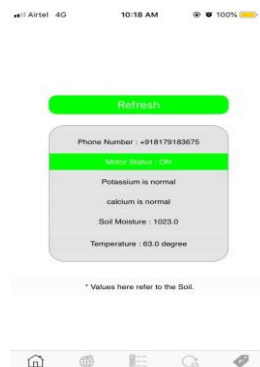 Airtel 4G 10:18 AM 100%
Refresh
Phone Number : +918179183675
Motor Status : ON
Potassium is normal
calcium is normal
Soil Moisture : 1023.0
Temperature : 63.0 degree
* Values here refer to the Soil.